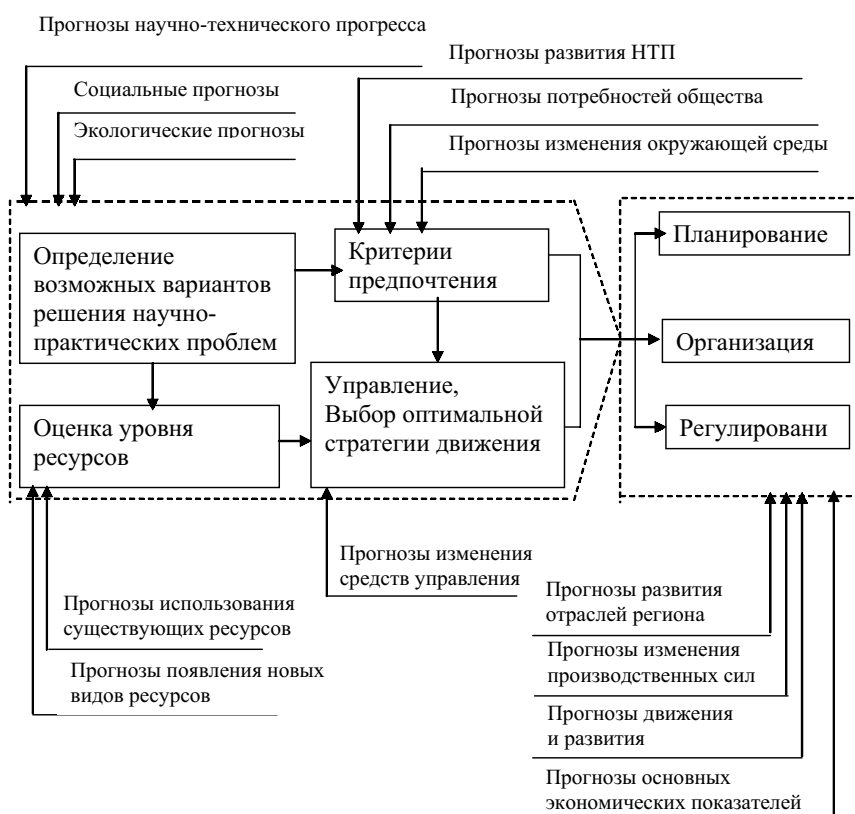 Прогнозы научно-технического прогресса
Прогнозы развития НТП
Социальные прогнозы
Прогнозы потребностей общества
Экологические прогнозы
Прогнозы изменения окружающей среды
Определение
возможных вариантов
решения научно-
практических проблем
Критерии
предпочтения
Планирование
Организация
Управление,
Выбор оптимальной
стратегии движения
Оценка уровня
ресурсов
Регулировани
Прогнозы изменения
средств управления
Прогнозы использования
существующих ресурсов
Прогнозы появления новых
видов ресурсов
Прогнозы развития
отраслей региона
Прогнозы изменения
производственных сил
Прогнозы движения
и развития
Прогнозы основных
экономических показателей